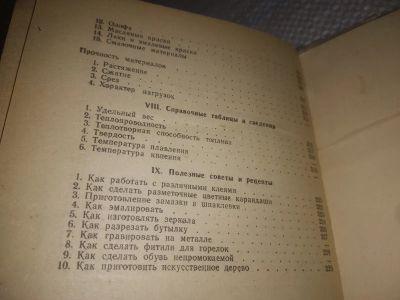 12. Олифа
13. Масляные краски
14. Лаки и эмалевые краски
15. Смазочные материалы
Прочность материалов
1. Растяжение
2. Сжатие
3. Срез
4. Характер нагрузок
VIII. Справочные таблицы и сведения
1. Удельный вес
2. Теплопроводность
3. Теплотворная способность топлива
4. Твердость
5. Температура плавления
6. Температура кипения
IX. Полезные советы и рецепты
1. Как работать с различными клеями
2. Как сделать разметочные цветные карандаши
3. Приготовление замазки и шпаклевки
4. Как эмалировать
5. Как изготовлять зеркала
6. Как разрезать бутылку
7. Как гравировать на металле
8. Как сделать фитили для горелок
9. Как сделать обувь непромокаемой
10. Как приготовить искусственное дерево